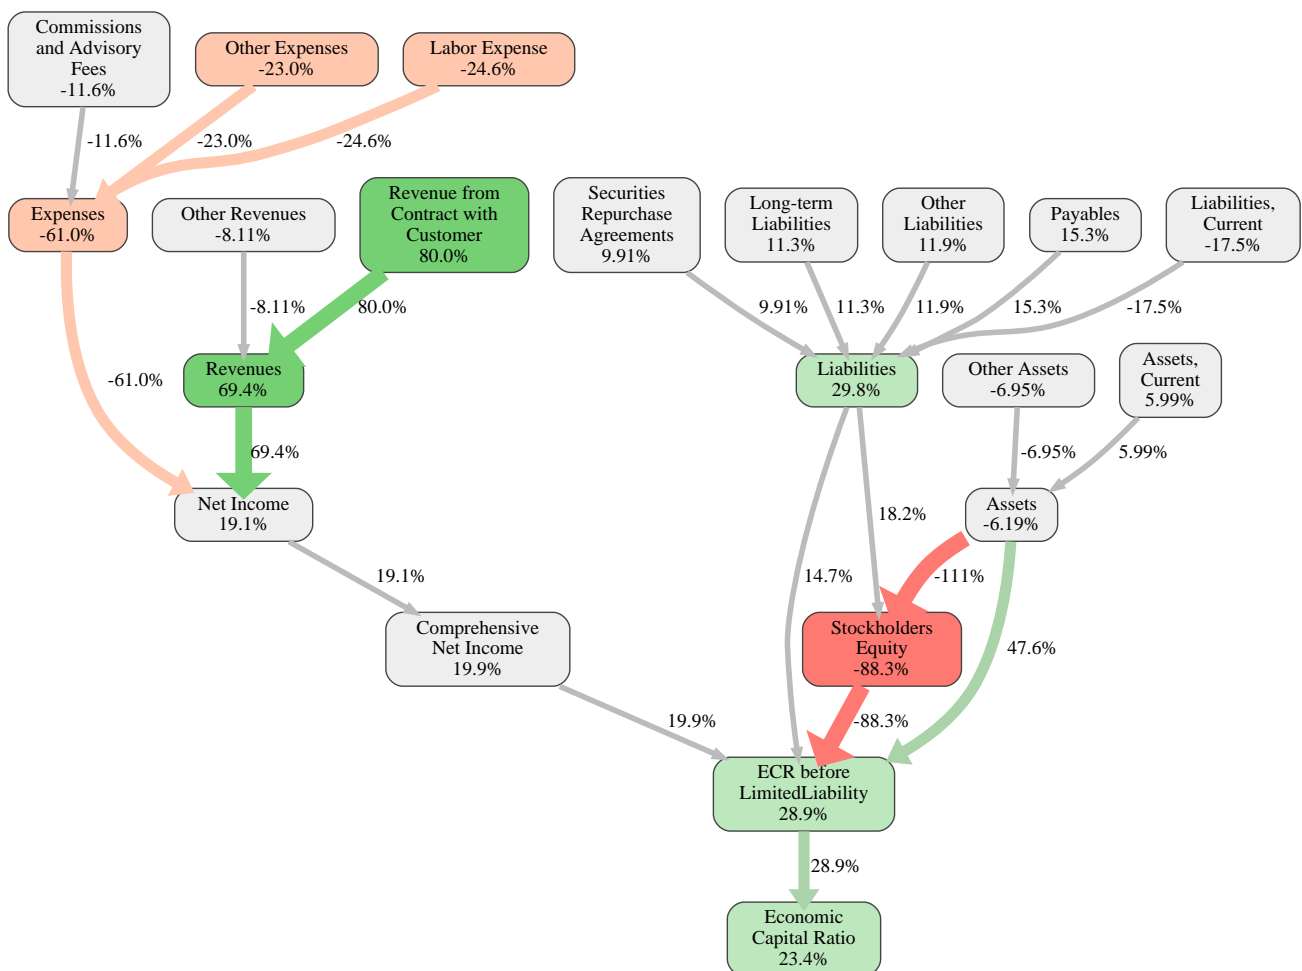 Commissions
and Advisory
Fees
-11.6%
Other Expenses
-23.0%
Labor Expense
-24.6%
-11.6%
-23.0%
-24.6%
Expenses
-61.0%
Other Revenues
-8.11%
Revenue from
Contract with
Customer
80.0%
Securities
Repurchase
Agreements
9.91%
Long-term
Liabilities
11.3%
Other
Liabilities
11.9%
Payables
15.3%
Liabilities,
Current
-17.5%
-8.11%
80.0%
9.91%
11.3%
11.9%
15.3%
-17.5%
-61.0%
Revenues
69.4%
Liabilities
29.8%
Other Assets
-6.95%
Assets,
Current
5.99%
69.4%
-6.95%
5.99%
Net Income
19.1%
18.2%
Assets
-6.19%
19.1%
14.7%
-111%
47.6%
Comprehensive
Net Income
19.9%
Stockholders
Equity
-88.3%
19.9%
-88.3%
ECR before
LimitedLiability
28.9%
28.9%
Economic
Capital Ratio
23.4%